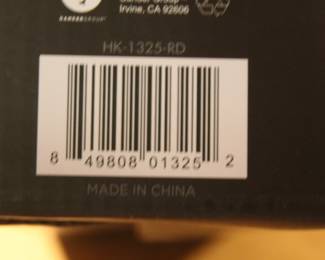 Irvine, CA 92606
HK-1325-RD
8 49808 01325 2
MADE IN CHINA